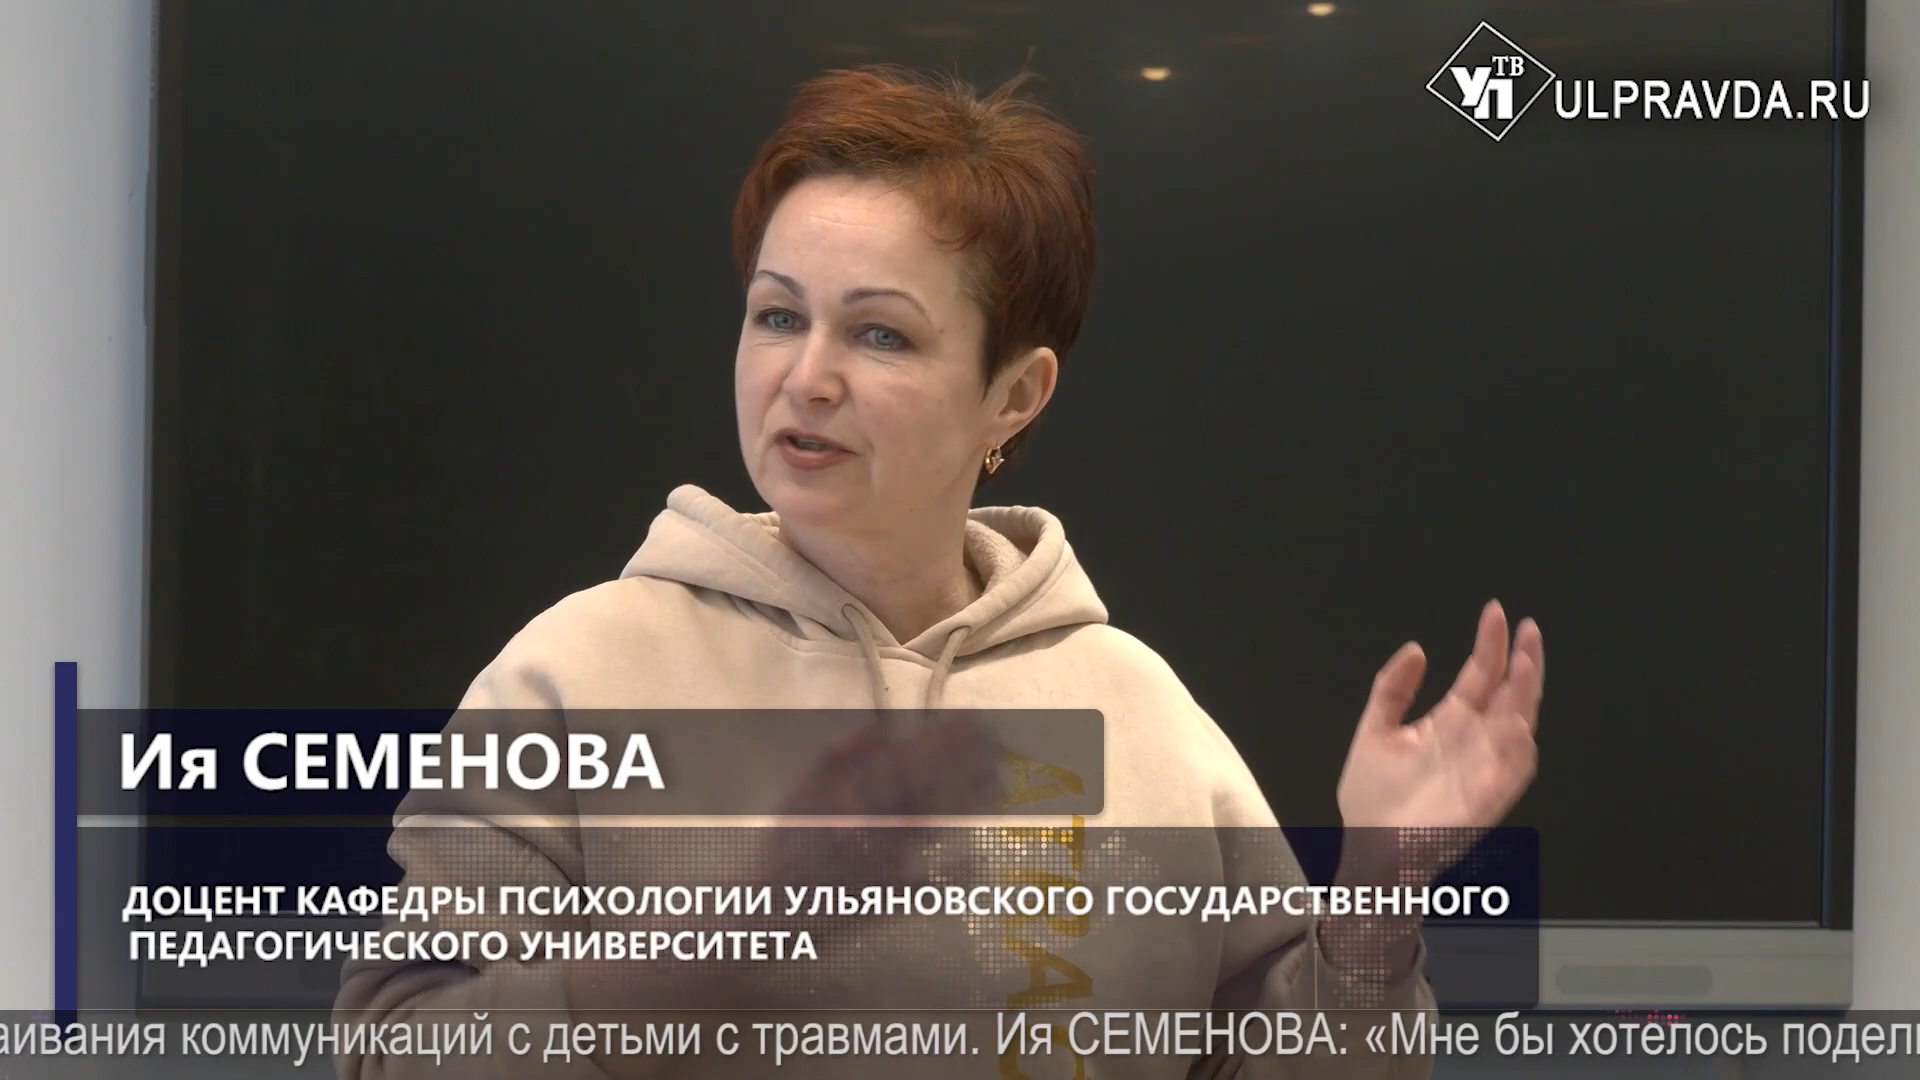 ТВ
УП
ULPRAVDA.RU
Ия СЕМЕНОВА
ДОЦЕНТ КАФЕДРЫ ПСИХОЛОГИИ УЛЬЯНОВСКОГО ГОСУДАРСТВЕННОГО
ПЕДАГОГИЧЕСКОГО УНИВЕРСИТЕТА
аивания коммуникаций с детьми с травмами. Ия СЕМЕНОВА: «Мне бы хотелось подел